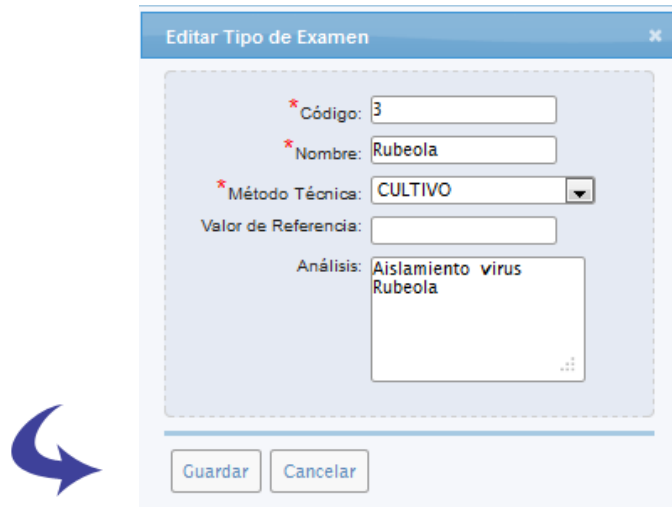 Editar Tipo de Examen
*Código: 3
*Nombre: Rubeola
*Método Técnica: CULTIVO
Valor de Referencia:
Análisis: Aislamiento virus
Rubeola
Guardar Cancelar